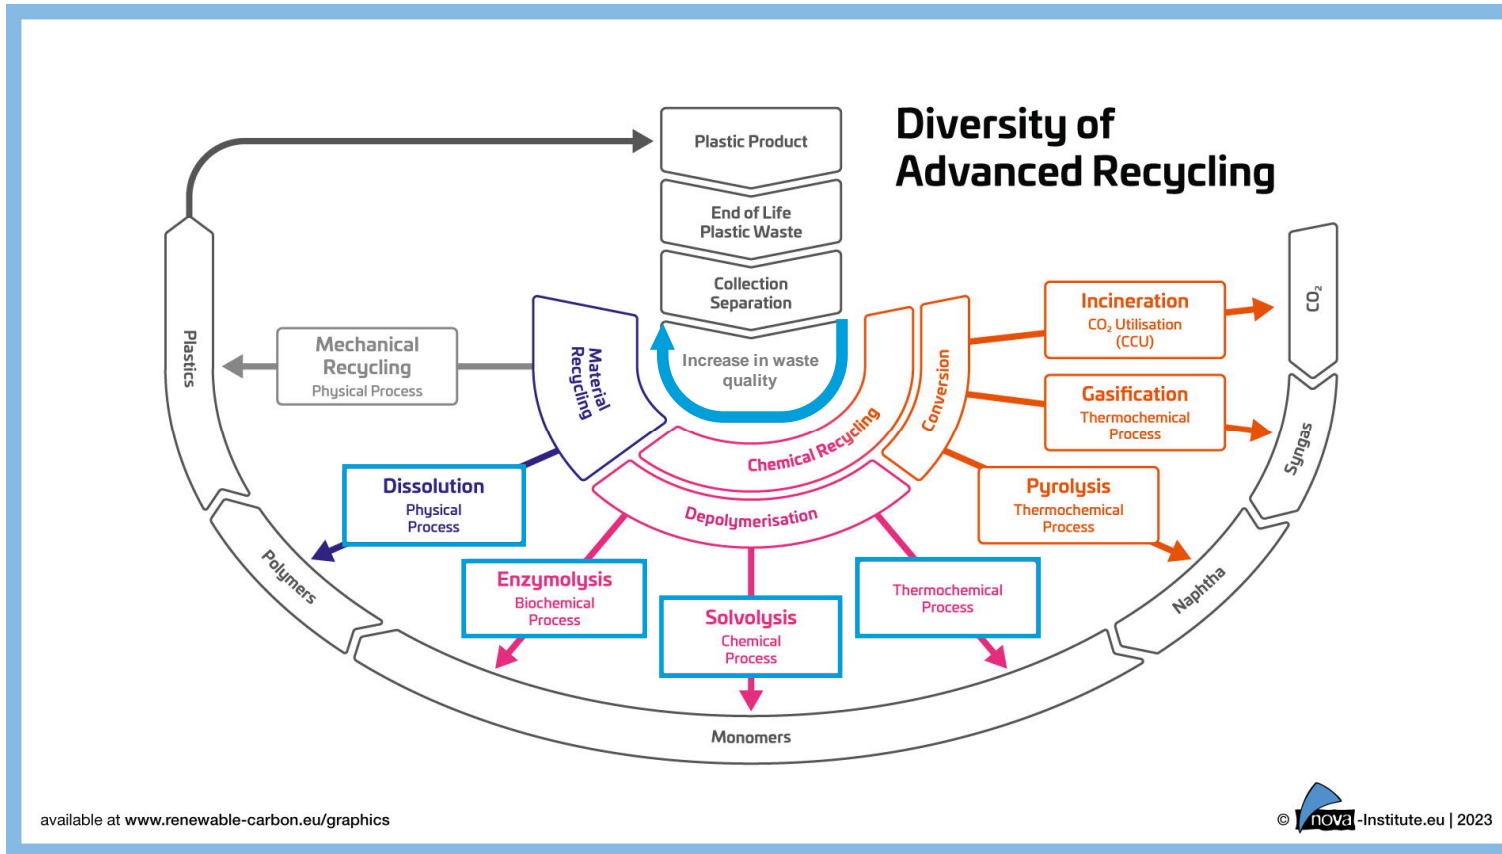 Diversity of
Advanced Recycling
Plastic Product
End of Life
Plastic Waste
Collection
Separation
Increase in waste
quality
Material
Recycling
Chemical Recycling
Conversion
Depolymerisation
Mechanical
Recycling
Physical Process
Dissolution
Physical
Process
Enzymolysis
Biochemical
Process
Solvolysis
Chemical
Process
Thermochemical
Process
Pyrolysis
Thermochemical
Process
Gasification
Thermochemical
Process
Incineration
CO₂ Utilisation
(CCU)
Plastics
Polymers
Monomers
Naphtha
Syngas
CO₂
available at www.renewable-carbon.eu/graphics
© nova-Institute.eu | 2023